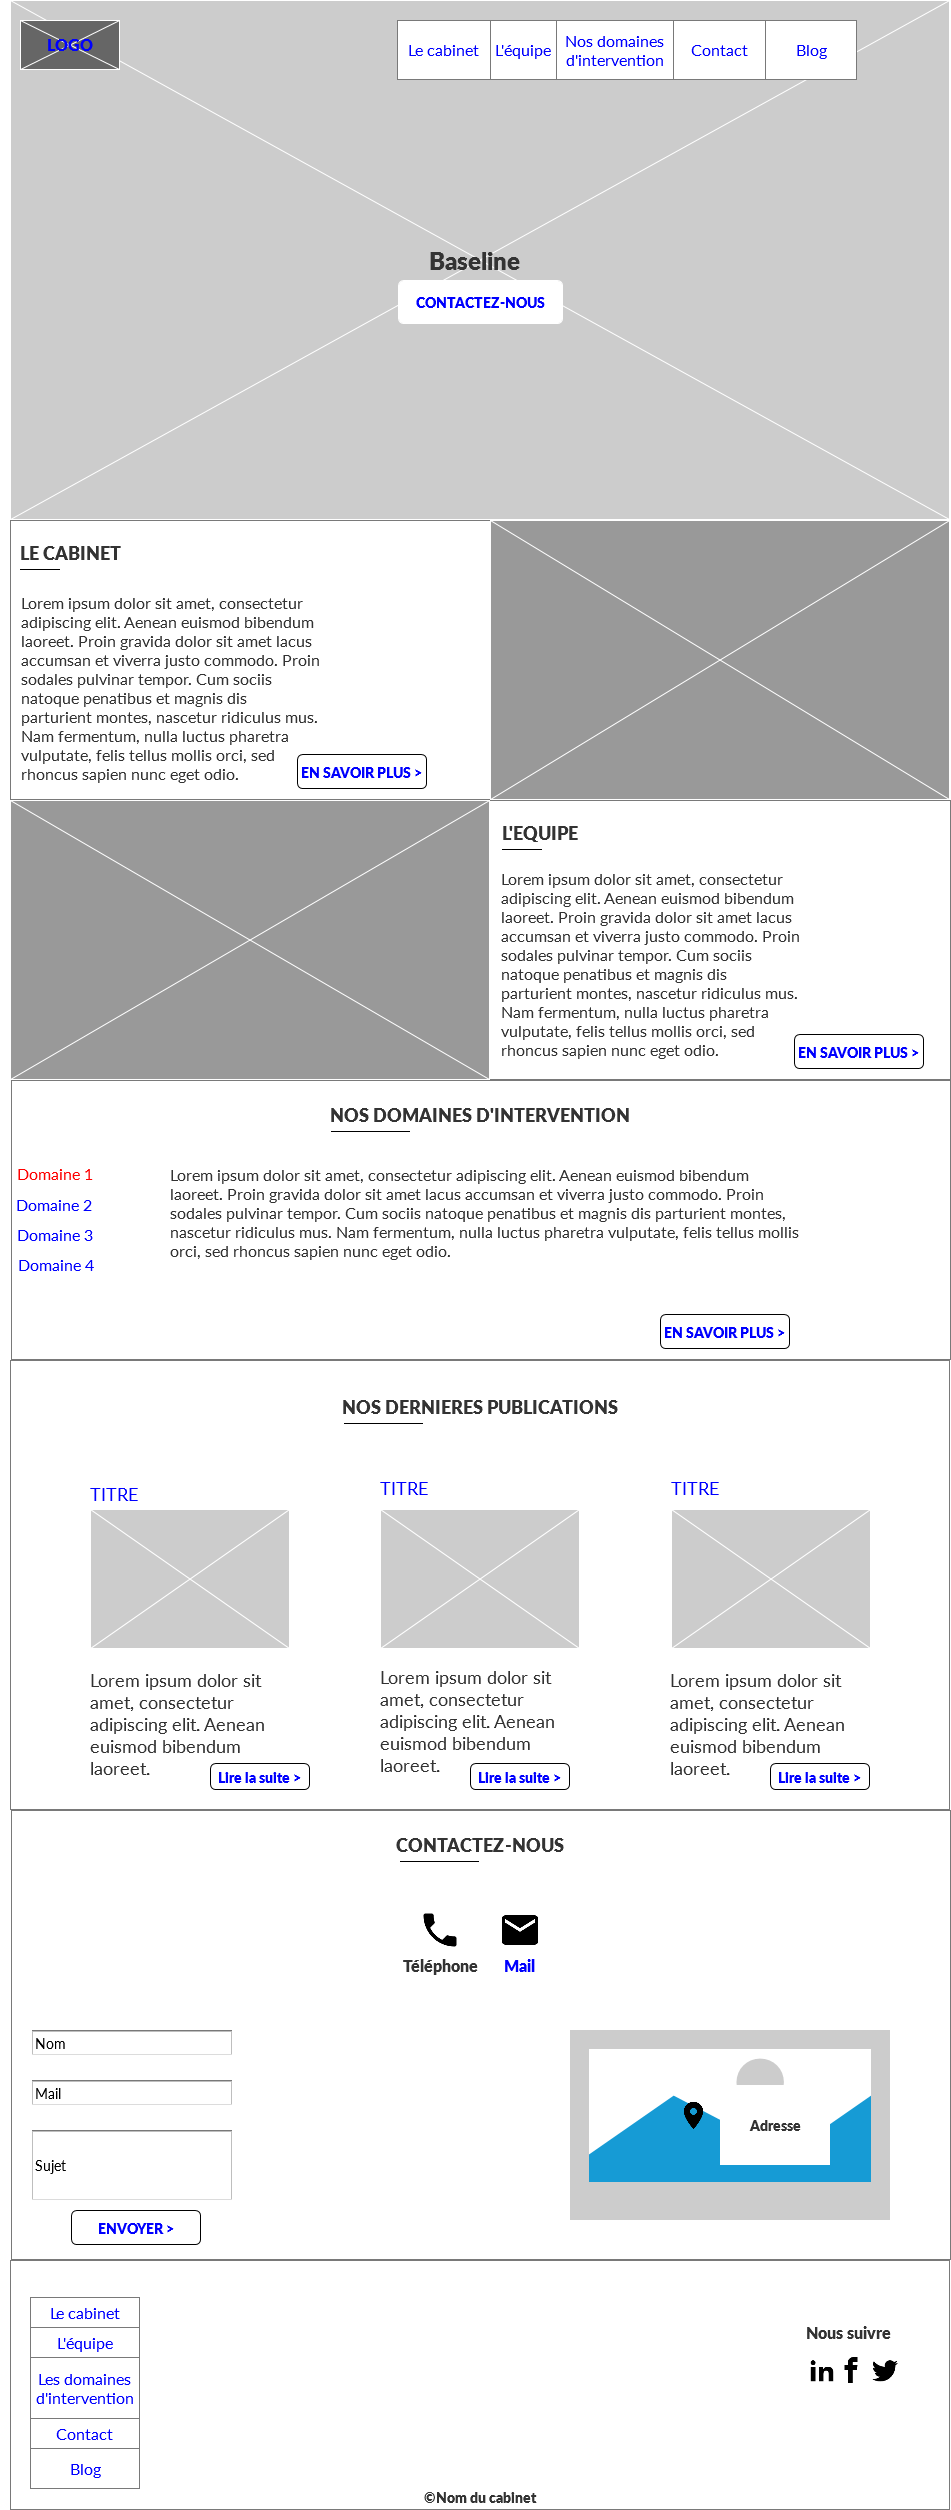 LOGO
Le cabinet
L'équipe
Nos domaines
d'intervention
Contact
Blog
Baseline
CONTACTEZ-NOUS
LE CABINET
Lorem ipsum dolor sit amet, consectetur
adipiscing elit. Aenean euismod bibendum
laoreet. Proin gravida dolor sit amet lacus
accumsan et viverra justo commodo. Proin
sodales pulvinar tempor. Cum sociis
natoque penatibus et magnis dis
parturient montes, nascetur ridiculus mus.
Nam fermentum, nulla luctus pharetra
vulputate, felis tellus mollis orci, sed
rhoncus sapien nunc eget odio.
EN SAVOIR PLUS >
L'EQUIPE
Lorem ipsum dolor sit amet, consectetur
adipiscing elit. Aenean euismod bibendum
laoreet. Proin gravida dolor sit amet lacus
accumsan et viverra justo commodo. Proin
sodales pulvinar tempor. Cum sociis
natoque penatibus et magnis dis
parturient montes, nascetur ridiculus mus.
Nam fermentum, nulla luctus pharetra
vulputate, felis tellus mollis orci, sed
rhoncus sapien nunc eget odio.
EN SAVOIR PLUS >
NOS DOMAINES D'INTERVENTION
Domaine 1
Domaine 2
Domaine 3
Domaine 4
Lorem ipsum dolor sit amet, consectetur adipiscing elit. Aenean euismod bibendum
laoreet. Proin gravida dolor sit amet lacus accumsan et viverra justo commodo. Proin
sodales pulvinar tempor. Cum sociis natoque penatibus et magnis dis parturient montes,
nascetur ridiculus mus. Nam fermentum, nulla luctus pharetra vulputate, felis tellus mollis
orci, sed rhoncus sapien nunc eget odio.
EN SAVOIR PLUS >
NOS DERNIERES PUBLICATIONS
TITRE
Lorem ipsum dolor sit
amet, consectetur
adipiscing elit. Aenean
euismod bibendum
laoreet.
Lire la suite >
TITRE
Lorem ipsum dolor sit
amet, consectetur
adipiscing elit. Aenean
euismod bibendum
laoreet.
Lire la suite >
TITRE
Lorem ipsum dolor sit
amet, consectetur
adipiscing elit. Aenean
euismod bibendum
laoreet.
Lire la suite >
CONTACTEZ-NOUS
Téléphone
Mail
Nom
Mail
Sujet
ENVOYER >
Adresse
Le cabinet
L'équipe
Les domaines
d'intervention
Contact
Blog
Nous suivre
©Nom du cabinet